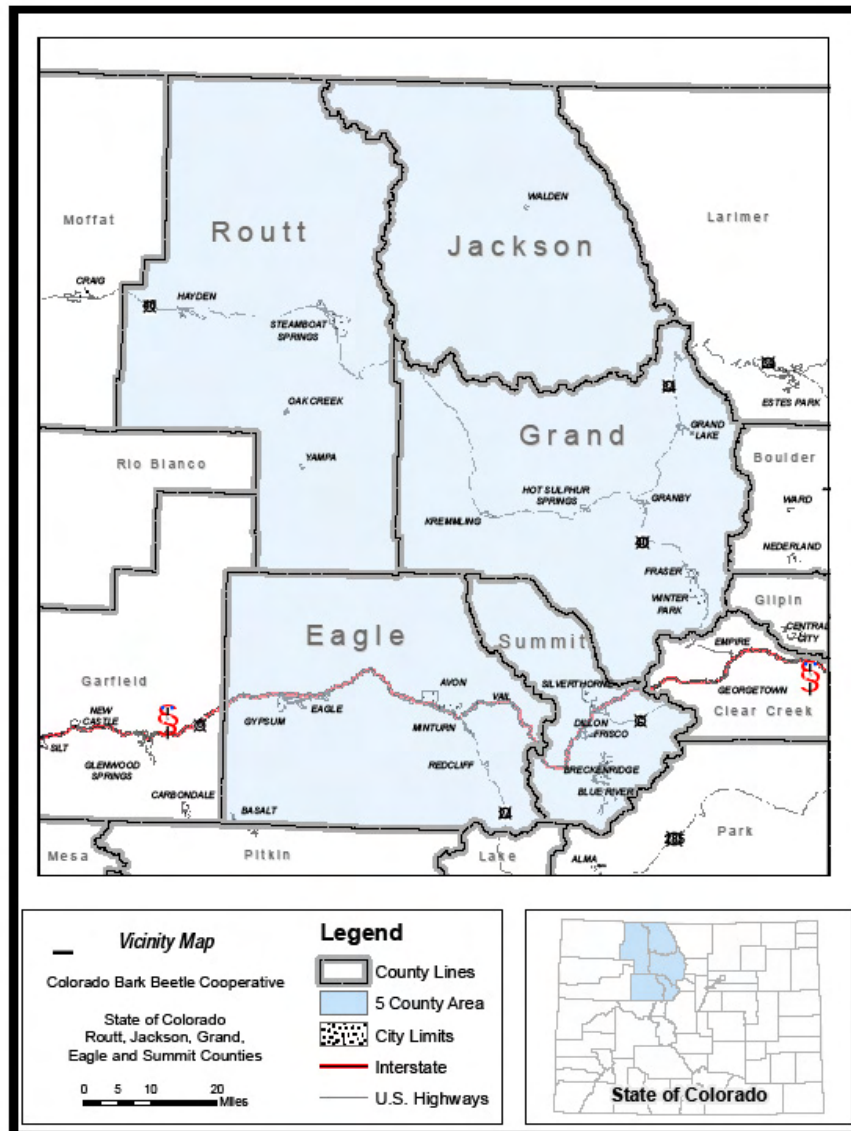 WALDEN
Moffat
Routt
Larimer
Jackson
CRAIG
HAYDEN
40
STEAMBOAT
SPRINGS
ESTES PARK
OAK CREEK
GRAND
LAKE
Grand
Rio Blanco
YAMPA
Boulder
HOT SULPHUR
SPRINGS
GRANBY
WARD
KREMMLING
40
NEDERLAND
FRASER
WINTER
PARK
Gilpin
CENTRAL
CITY
Eagle
Summit
EMPIRE
Garfield
AVON
SILVERTHORNE
GEORGETOWN
VAIL
NEW
CASTLE
GYPSUM
EAGLE
MINTURN
DILLON
FRISCO
Clear Creek
SILT
GLENWOOD
SPRINGS
REDCLIFF
BRECKENRIDGE
CARBONDALE
BLUE RIVER
BASALT
Park
285
Mesa
Pitkin
Lake
ALMA
Vicinity Map
Colorado Bark Beetle Cooperative
State of Colorado
Routt, Jackson, Grand,
Eagle and Summit Counties
0 5 10 20
Miles
Legend
County Lines
5 County Area
City Limits
Interstate
U.S. Highways
State of Colorado